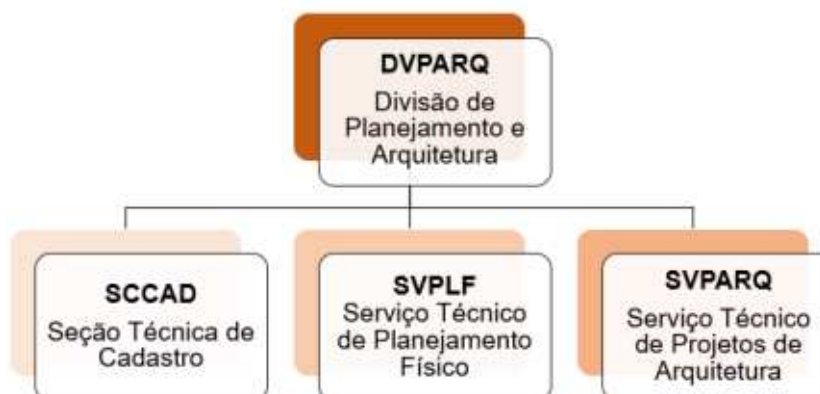 DVPARQ
Divisão de
Planejamento e
Arquitetura
SCCAD
Seção Técnica de
Cadastro
SVPLF
Serviço Técnico
de Planejamento
Físico
SVPARQ
Serviço Técnico
de Projetos de
Arquitetura